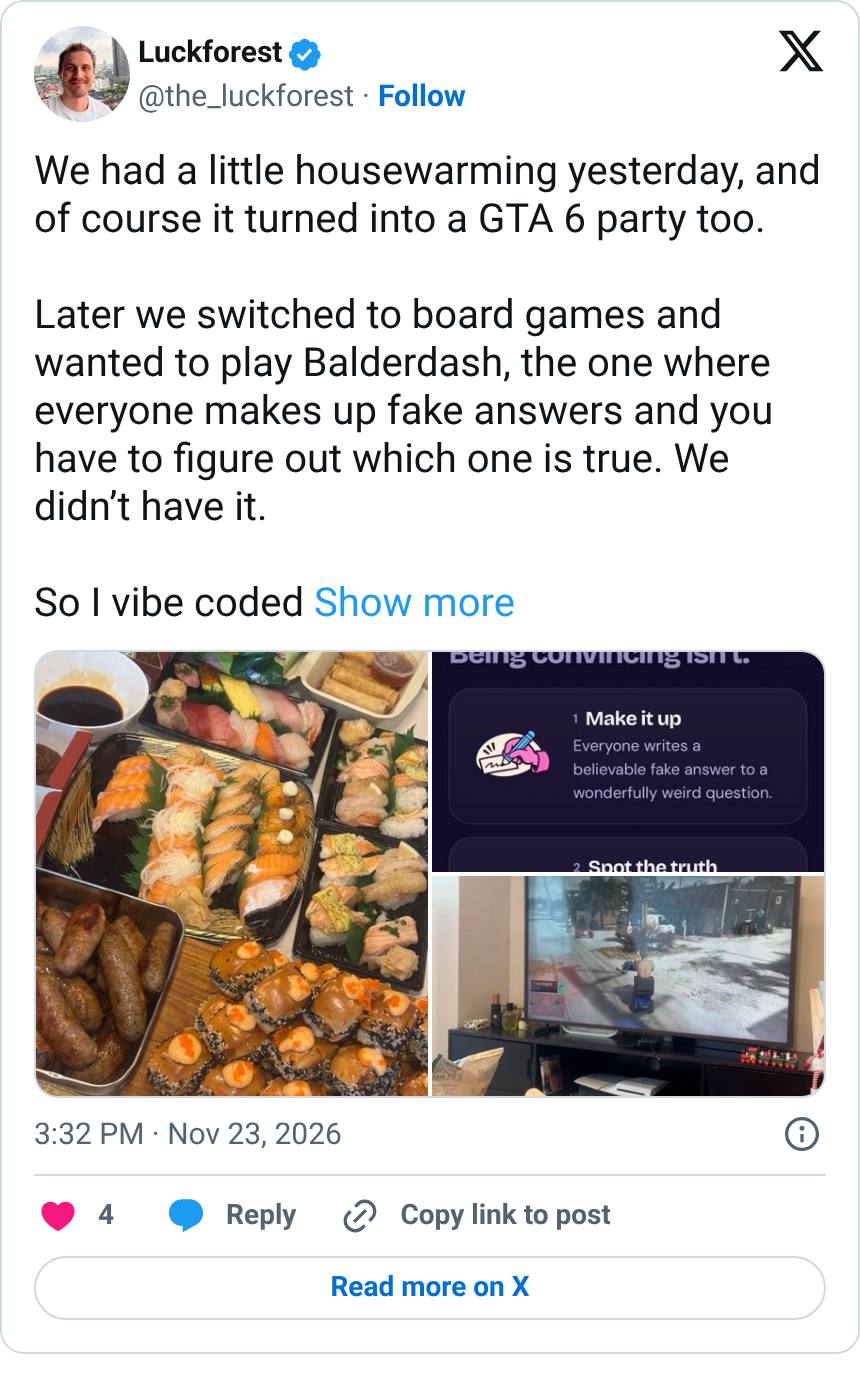 Luckforest
@the_luckforest · Follow
We had a little housewarming yesterday, and
of course it turned into a GTA 6 party too.
Later we switched to board games and
wanted to play Balderdash, the one where
everyone makes up fake answers and you
have to figure out which one is true. We
didn’t have it.
So I vibe coded Show more
Being convincing isn't.
1 Make it up
Everyone writes a
believable fake answer to a
wonderfully weird question.
2 Spot the truth
3:32 PM · Nov 23, 2026
4 Reply Copy link to post
Read more on X